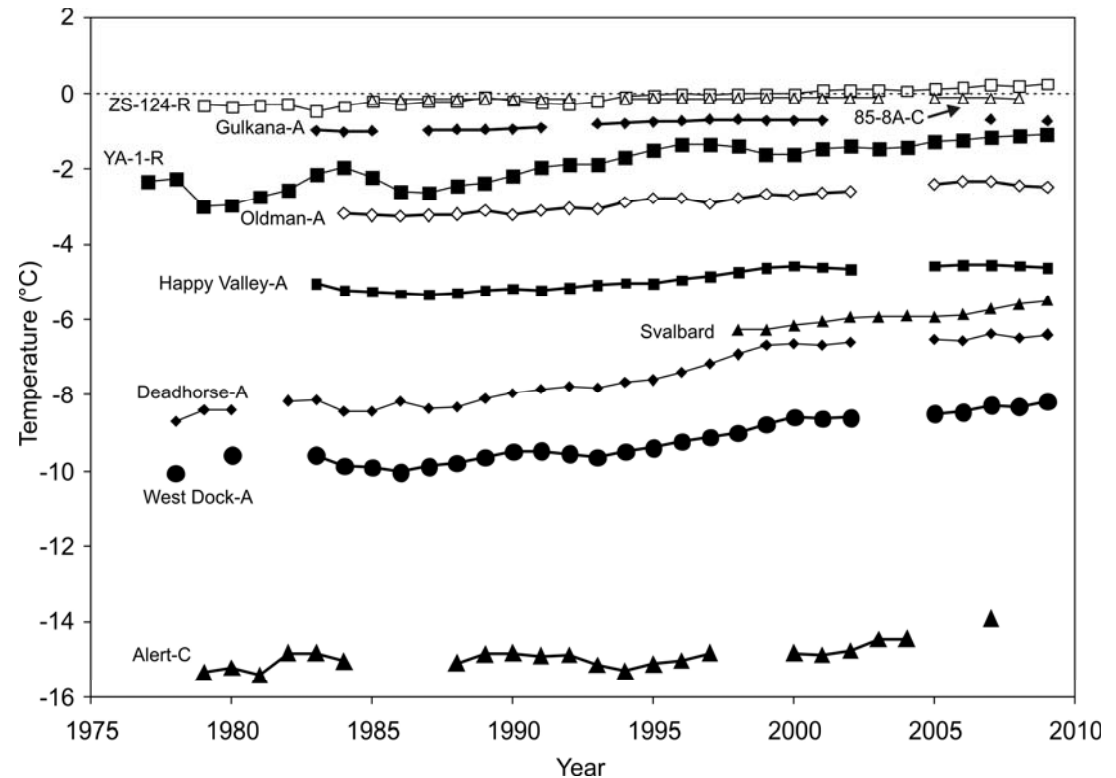 2
0
-2
-4
-6
-8
-10
-12
-14
-16
Temperature (°C)
ZS-124-R
Gulkana-A
85-8A-C
YA-1-R
Oldman-A
Happy Valley-A
Svalbard
Deadhorse-A
West Dock-A
Alert-C
1975 1980 1985 1990 1995 2000 2005 2010
Year